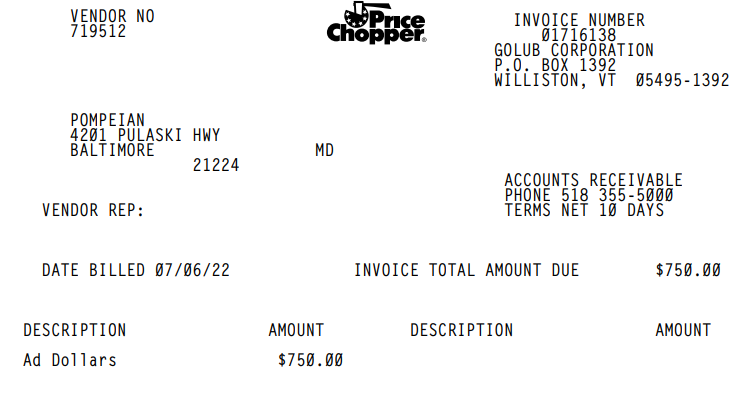 VENDOR NO
719512
Price
Chopper®
INVOICE NUMBER
01716138
GOLUB CORPORATION
P.O. BOX 1392
WILLISTON, VT 05495-1392
POMPEIAN
4201 PULASKI HWY
BALTIMORE MD
21224
ACCOUNTS RECEIVABLE
PHONE 518 355-5000
VENDOR REP: TERMS NET 10 DAYS
DATE BILLED 07/06/22 INVOICE TOTAL AMOUNT DUE $750.00
DESCRIPTION AMOUNT DESCRIPTION AMOUNT
Ad Dollars $750.00